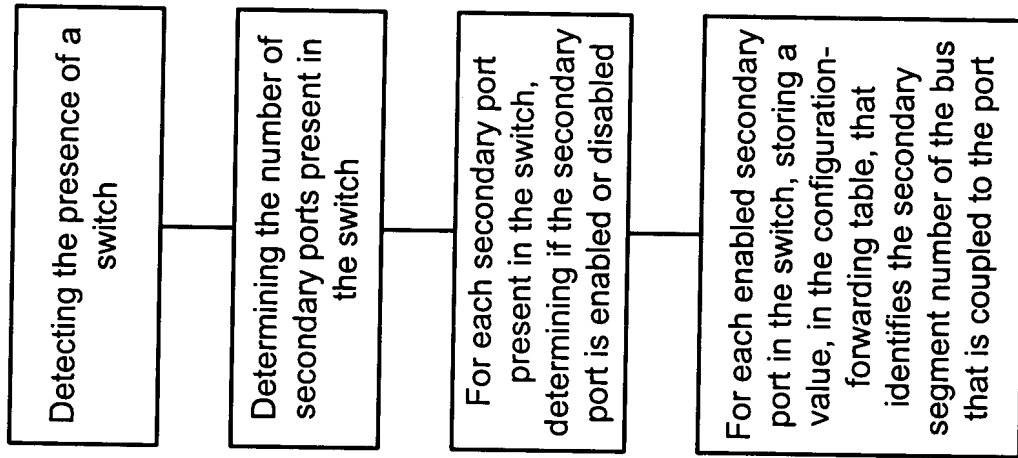 Detecting the presence of a
switch
Determining the number of
secondary ports present in
the switch
For each secondary port
present in the switch,
determining if the secondary
port is enabled or disabled
For each enabled secondary
port in the switch, storing a
value, in the configuration-
forwarding table, that
identifies the secondary
segment number of the bus
that is coupled to the port